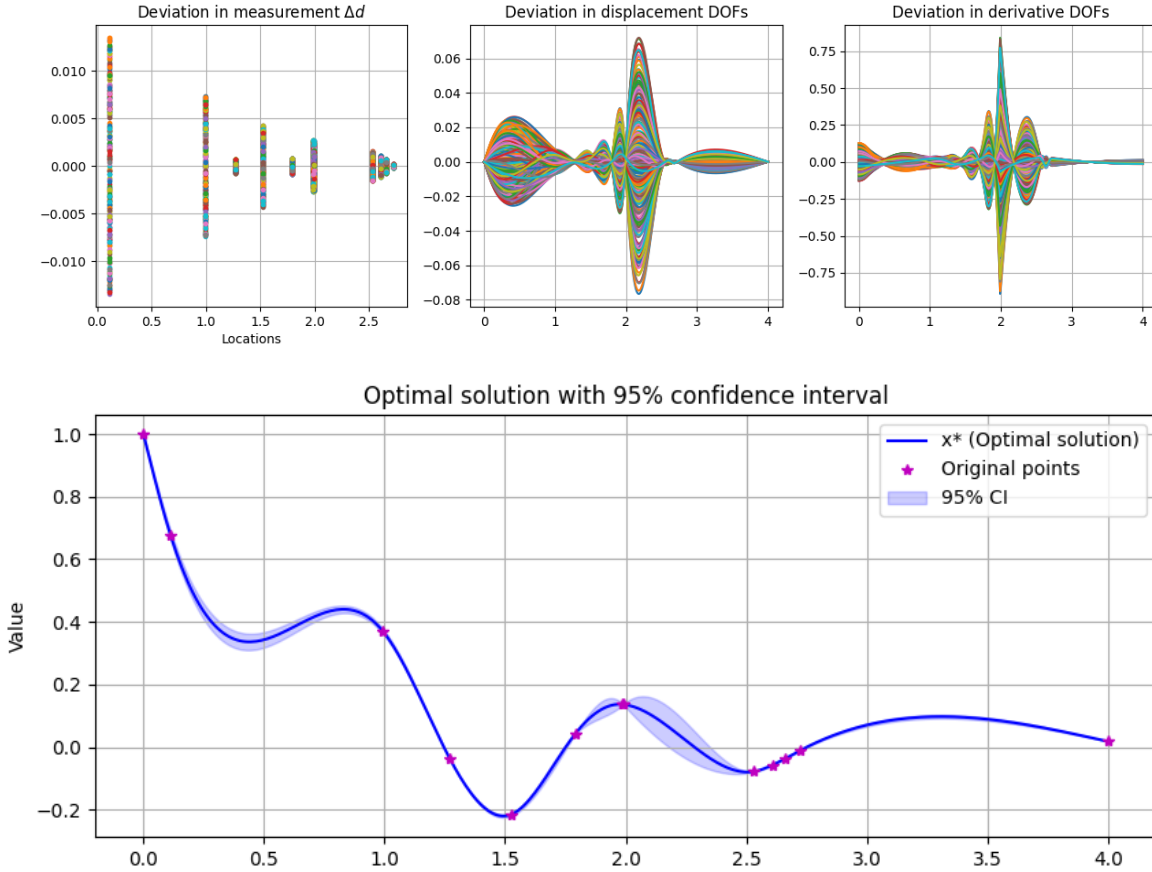 Deviation in measurement Δd
0.010
0.005
0.000
−0.005
−0.010
0.0 0.5 1.0 1.5 2.0 2.5
Locations
Deviation in displacement DOFs
0.06
0.04
0.02
0.00
−0.02
−0.04
−0.06
−0.08
0 1 2 3 4
Deviation in derivative DOFs
0.75
0.50
0.25
0.00
−0.25
−0.50
−0.75
0 1 2 3 4
Optimal solution with 95% confidence interval
Value
1.0
0.8
0.6
0.4
0.2
0.0
−0.2
0.0 0.5 1.0 1.5 2.0 2.5 3.0 3.5 4.0
x* (Optimal solution)
Original points
95% CI